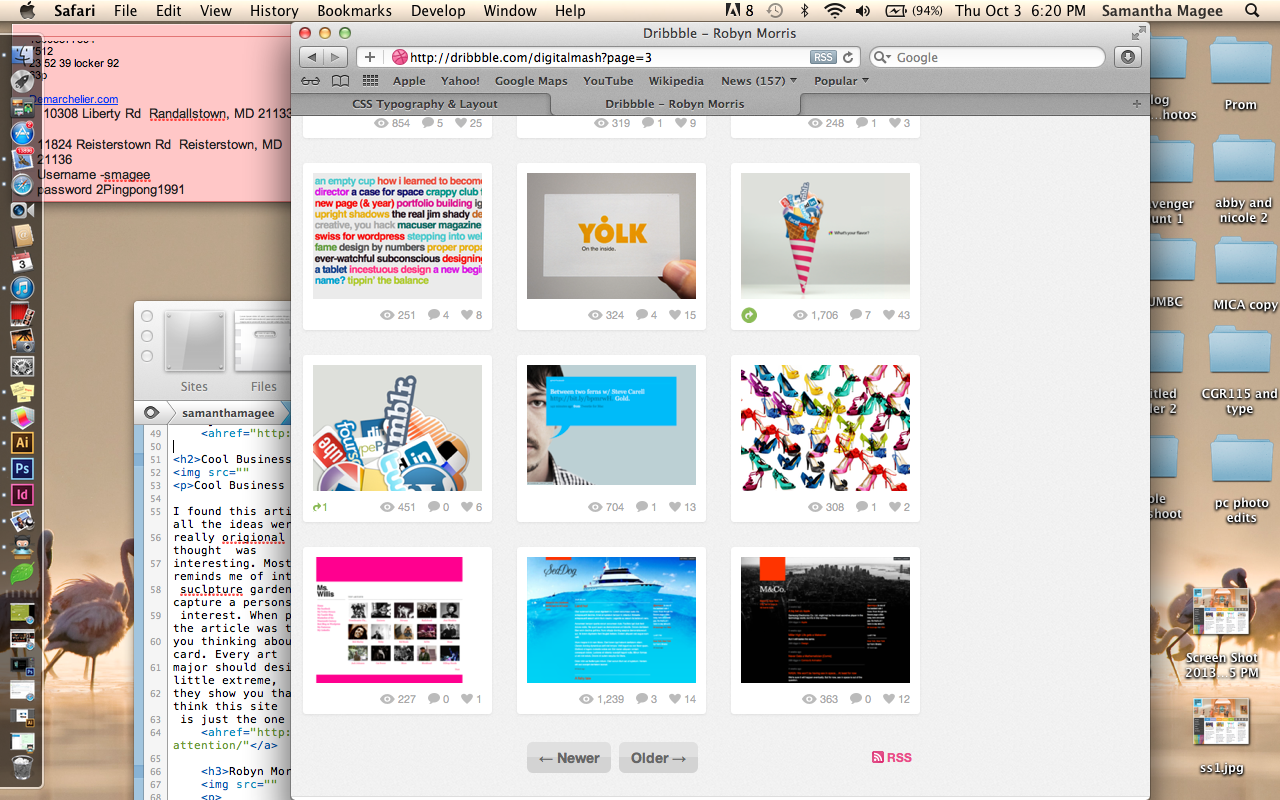 Safari File Edit View History Bookmarks Develop Window Help
8 (94%) Thu Oct 3 6:20 PM Samantha Magee
Dribbble – Robyn Morris
http://dribbble.com/digitalmash?page=3 RSS
Google
Apple Yahoo! Google Maps YouTube Wikipedia News (157) Popular
CSS Typography & Layout
Dribbble – Robyn Morris
7512
23 52 39 locker 92
Demarchelier.com
10308 Liberty Rd Randallstown, MD 21133
11824 Reisterstown Rd Reisterstown, MD
21136
Username -smagee
password 2Pingpong1991
854 5 25
319 1 9
248 1 3
an empty cup how i learned to become
director a case for space crappy club
new page (& year) portfolio building
upright shadows the real jim shady
creative, you hack macuser magazine
swiss for wordpress stepping into
fame design by numbers proper
ever-watchful subconscious designing
a tablet incestuous design a new
name? tippin' the balance
251 4 8
YOLK
On the inside.
324 4 15
What's your flavor?
1,706 7 43
tumblr.
in
1 451 0 6
Between two ferns w/ Steve Carell
Gold.
704 1 13
308 1 2
Ms.
Willis
227 0 1
SeaDog
1,239 3 14
M&Co.
363 0 12
← Newer
Older →
RSS
Sites
Files
samanthamagee
49 <ahref="http:
50
51 <h2>Cool Business
52 <img src=""
53 <p>Cool Business
54
55 I found this arti
all the ideas wer
56 really origional
thought was
57 interesting. Most
reminds me of int
58 suclpture garden
capture a persons
59 interest. When p
the article was t
60 you thinking abou
card. Every art
61 major should desi
little extreme,
62 they show you tha
think this site
63 is just the one
64 <ahref="http:
attention/"</a>
65
66 <h3>Robyn Mor
67 <img src=""
68 <p>
3
Ai
Ps
Id
Prom
abby and
nicole 2
MICA copy
CGR115 and
type
pc photo
edits
Screen Shot
2013...5 PM
ss1.jpg
log
...hotos
avenger
unt 1
UMBC